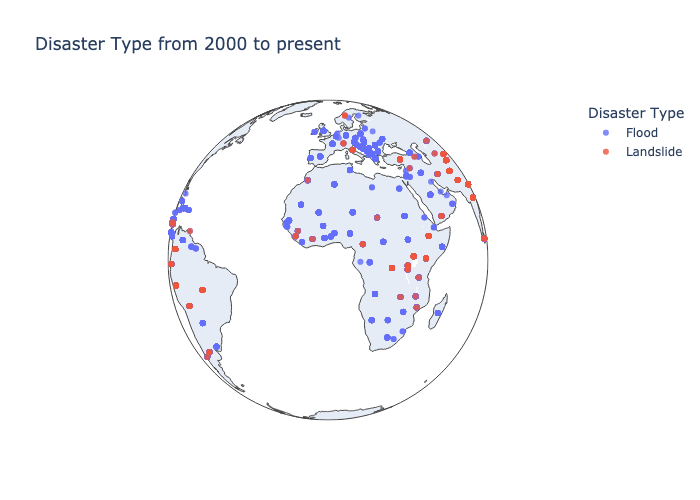 Disaster Type from 2000 to present
Disaster Type
Flood
Landslide